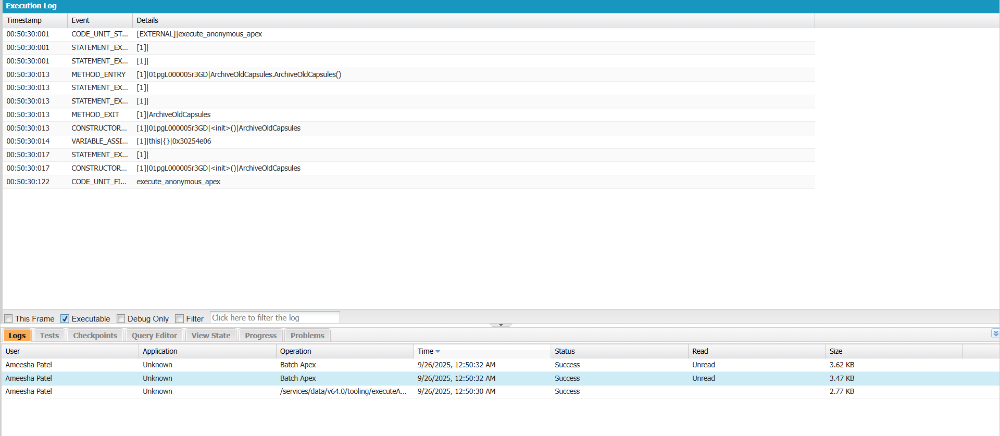 Execution Log
Timestamp Event Details
00:50:30:001 CODE_UNIT_ST... [EXTERNAL]|execute_anonymous_apex
00:50:30:001 STATEMENT_EX... [1]|
00:50:30:001 STATEMENT_EX... [1]|
00:50:30:013 METHOD_ENTRY [1]|01pgL000005r3GD|ArchiveOldCapsules.ArchiveOldCapsules()
00:50:30:013 STATEMENT_EX... [1]|
00:50:30:013 STATEMENT_EX... [1]|
00:50:30:013 METHOD_EXIT [1]|ArchiveOldCapsules
00:50:30:013 CONSTRUCTOR... [1]|01pgL000005r3GD|<init>()|ArchiveOldCapsules
00:50:30:014 VARIABLE_ASSI... [1]|this|{}|0x30254e06
00:50:30:017 STATEMENT_EX... [1]|
00:50:30:017 CONSTRUCTOR... [1]|01pgL000005r3GD|<init>()|ArchiveOldCapsules
00:50:30:122 CODE_UNIT_FI... execute_anonymous_apex
This Frame Executable Debug Only Filter Click here to filter the log
Logs Tests Checkpoints Query Editor View State Progress Problems
User Application Operation Time Status Read Size
Ameesha Patel Unknown Batch Apex 9/26/2025, 12:50:32 AM Success Unread 3.62 KB
Ameesha Patel Unknown Batch Apex 9/26/2025, 12:50:32 AM Success Unread 3.47 KB
Ameesha Patel Unknown /services/data/v64.0/tooling/executeA... 9/26/2025, 12:50:30 AM Success 2.77 KB